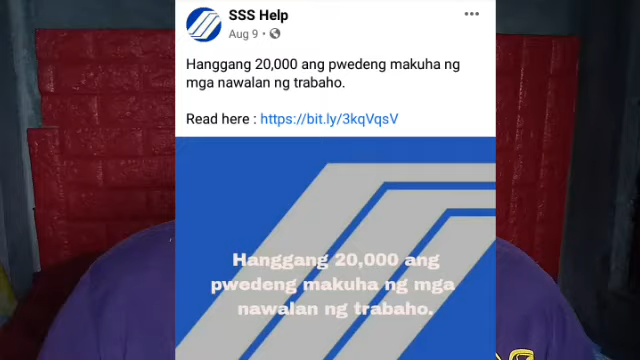 SSS Help
Aug 9 •
Hanggang 20,000 ang pwedeng makuha ng
mga nawalan ng trabaho.
Read here : https://bit.ly/3kqVqsV
Hanggang 20,000 ang
pwedeng makuha ng mga
nawalan ng trabaho.